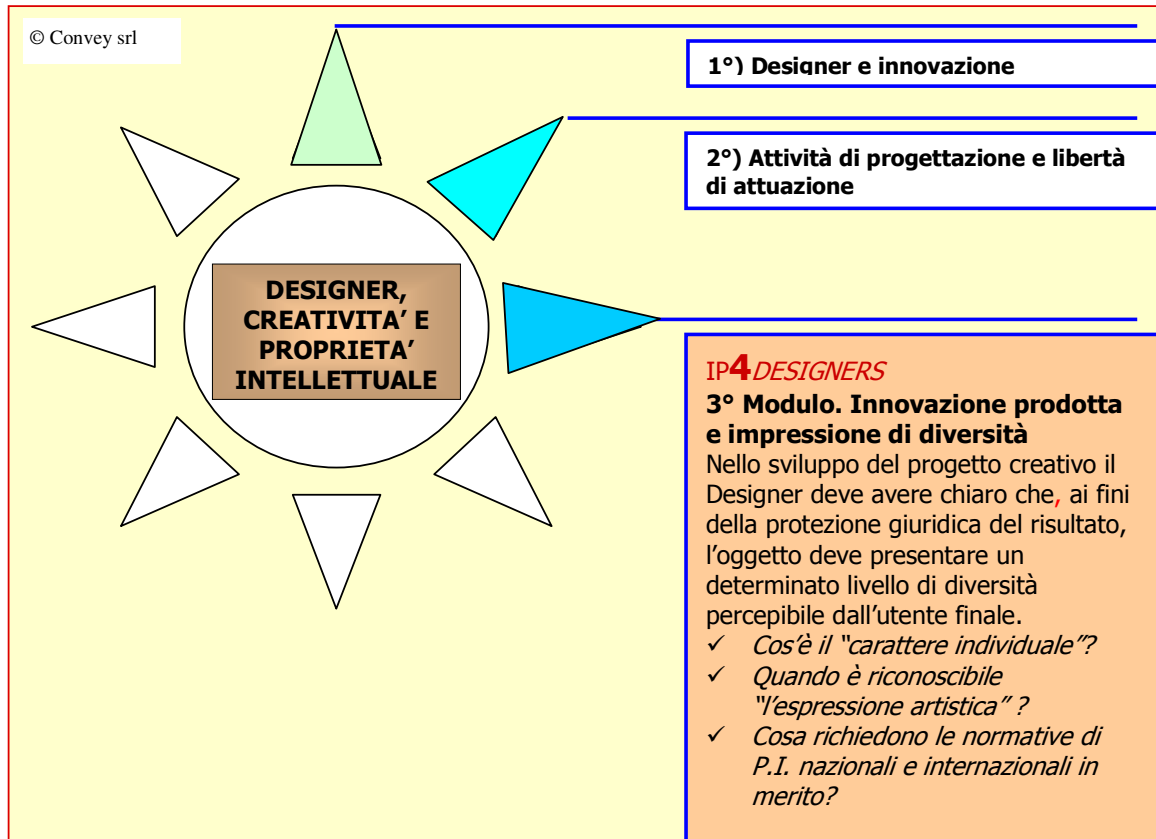 © Convey srl
1°) Designer e innovazione
2°) Attività di progettazione e libertà
di attuazione
DESIGNER,
CREATIVITA’ E
PROPRIETA’
INTELLETTUALE
IP4DESIGNERS
3° Modulo. Innovazione prodotta
e impressione di diversità
Nello sviluppo del progetto creativo il
Designer deve avere chiaro che, ai fini
della protezione giuridica del risultato,
l’oggetto deve presentare un
determinato livello di diversità
percepibile dall’utente finale.
✓ Cos’è il “carattere individuale”?
✓ Quando è riconoscibile
“l’espressione artistica” ?
✓ Cosa richiedono le normative di
P.I. nazionali e internazionali in
merito?